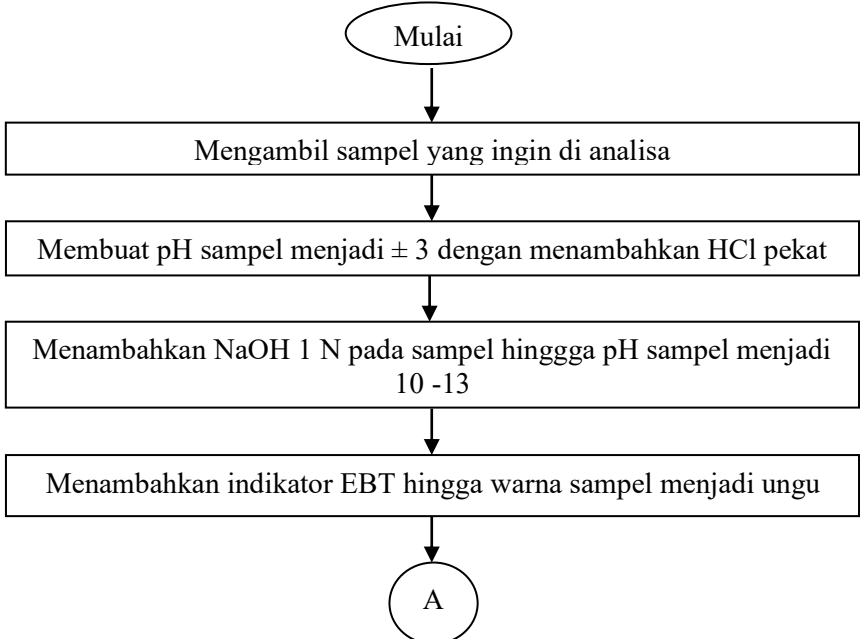 Mulai
Mengambil sampel yang ingin di analisa
Membuat pH sampel menjadi ± 3 dengan menambahkan HCl pekat
Menambahkan NaOH 1 N pada sampel hinggga pH sampel menjadi
10 -13
Menambahkan indikator EBT hingga warna sampel menjadi ungu
A